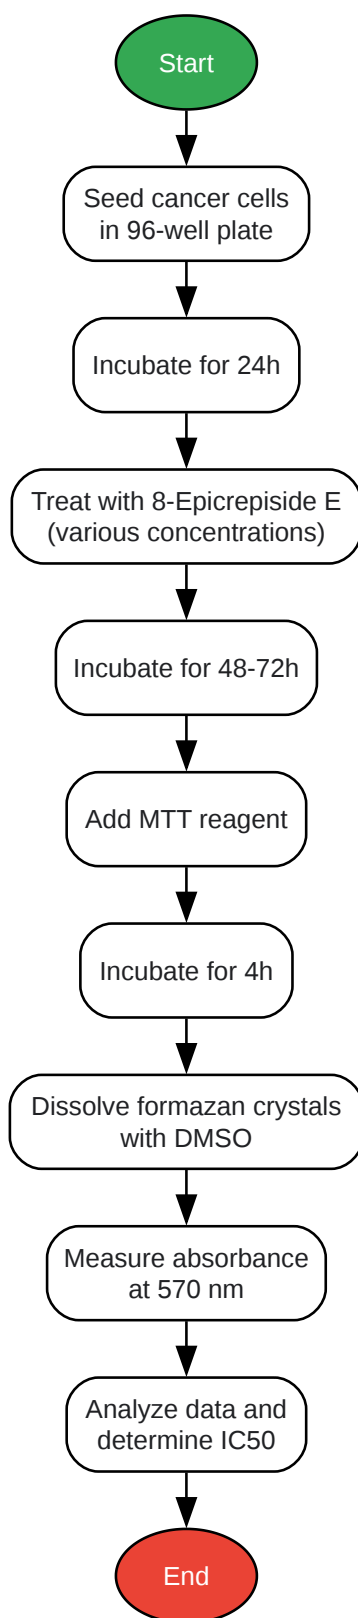 Start
Seed cancer cells
in 96-well plate
Incubate for 24h
Treat with 8-Epicrepiside E
(various concentrations)
Incubate for 48-72h
Add MTT reagent
Incubate for 4h
Dissolve formazan crystals
with DMSO
Measure absorbance
at 570 nm
Analyze data and
determine IC50
End